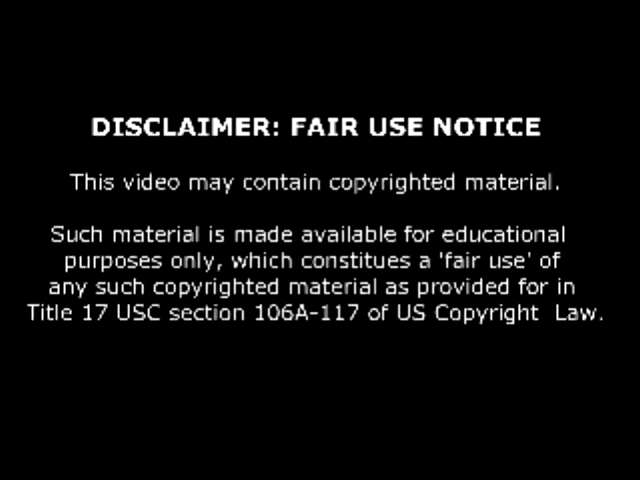 DISCLAIMER: FAIR USE NOTICE
This video may contain copyrighted material.
Such material is made available for educational
purposes only, which constitues a 'fair use' of
any such copyrighted material as provided for in
Title 17 USC section 106A-117 of US Copyright Law.